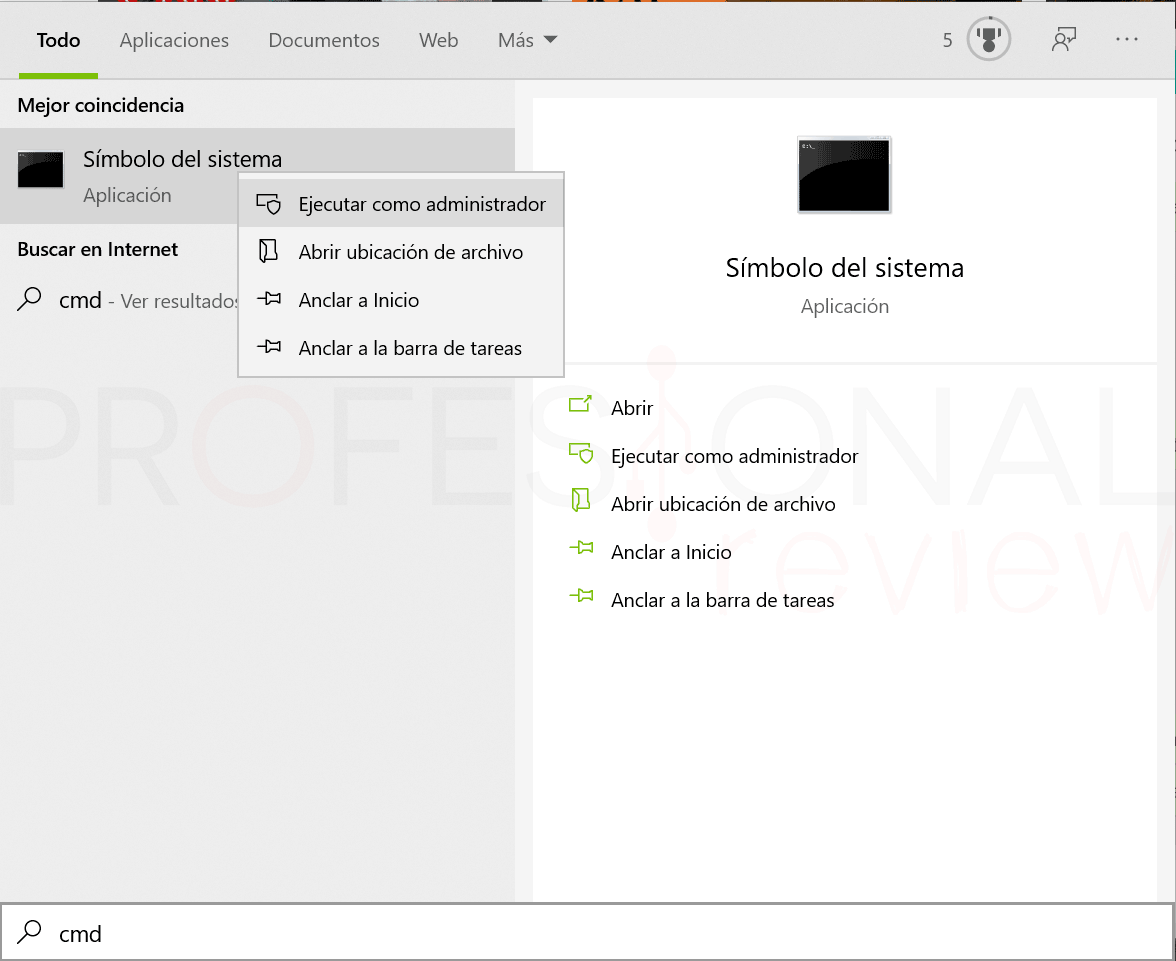 Todo Aplicaciones Documentos Web Más 5 ...
Mejor coincidencia
Símbolo del sistema
Aplicación
Ejecutar como administrador
Abrir ubicación de archivo
Anclar a Inicio
Anclar a la barra de tareas
Buscar en Internet
cmd - Ver resultados
Símbolo del sistema
Aplicación
Abrir
Ejecutar como administrador
Abrir ubicación de archivo
Anclar a Inicio
Anclar a la barra de tareas
PROFESIONAL
review
cmd